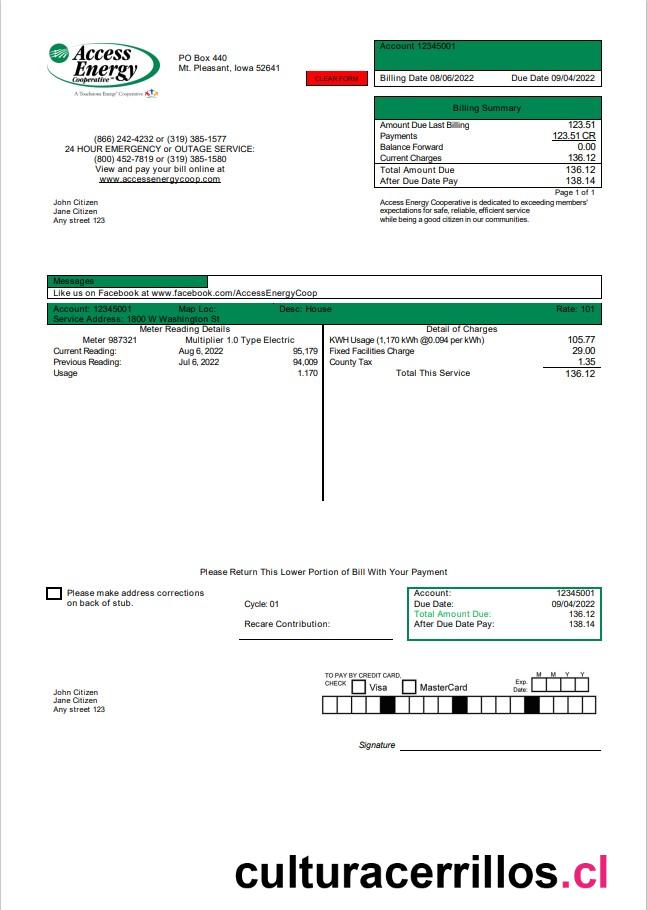 Access
Energy
Cooperative™
A Touchstone Energy® Cooperative
PO Box 440
Mt. Pleasant, Iowa 52641
CLEAR FORM
Account 12345001
Billing Date 08/06/2022 Due Date 09/04/2022
Billing Summary
Amount Due Last Billing 123.51
Payments 123.51 CR
Balance Forward 0.00
Current Charges 136.12
Total Amount Due 136.12
After Due Date Pay 138.14
Page 1 of 1
(866) 242-4232 or (319) 385-1577
24 HOUR EMERGENCY or OUTAGE SERVICE:
(800) 452-7819 or (319) 385-1580
View and pay your bill online at
www.accessenergycoop.com
John Citizen
Jane Citizen
Any street 123
Access Energy Cooperative is dedicated to exceeding members'
expectations for safe, reliable, efficient service
while being a good citizen in our communities.
Messages
Like us on Facebook at www.facebook.com/AccessEnergyCoop
Account: 12345001 Map Loc: Desc: House Rate: 101
Service Address: 1800 W Washington St
Meter Reading Details
Meter 987321 Multiplier 1.0 Type Electric
Current Reading: Aug 6, 2022 95,179
Previous Reading: Jul 6, 2022 94,009
Usage 1.170
Detail of Charges
KWH Usage (1,170 kWh @0.094 per kWh) 105.77
Fixed Facilities Charge 29.00
County Tax 1.35
Total This Service 136.12
Please Return This Lower Portion of Bill With Your Payment
Please make address corrections
on back of stub.
Cycle: 01
Recare Contribution:
Account: 12345001
Due Date: 09/04/2022
Total Amount Due: 136.12
After Due Date Pay: 138.14
John Citizen
Jane Citizen
Any street 123
TO PAY BY CREDIT CARD,
CHECK Visa MasterCard
Exp. Date: M M Y Y
Signature
culturacerrillos.cl